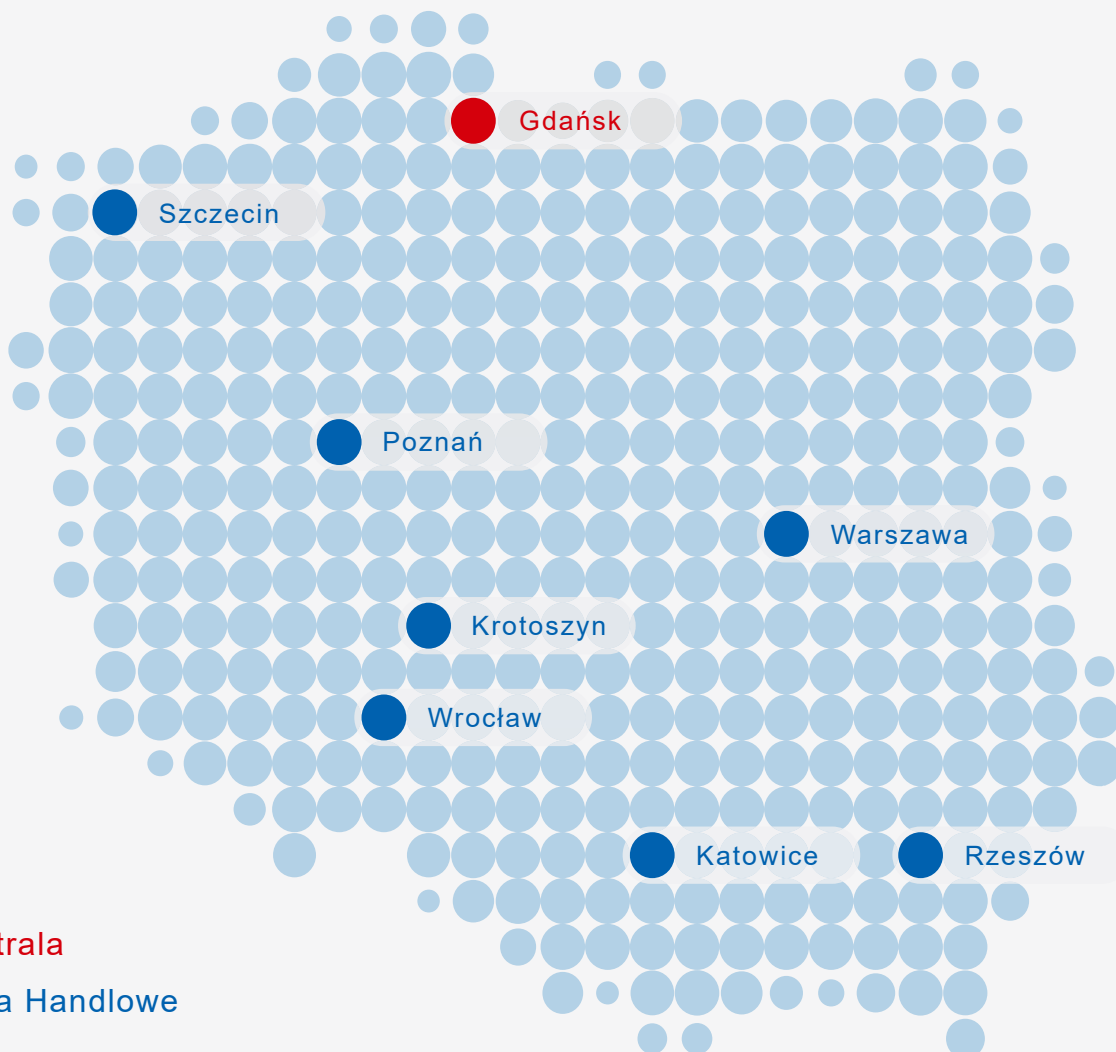 Gdańsk
Szczecin
Poznań
Warszawa
Krotoszyn
Wrocław
Katowice
Rzeszów
trala
a Handlowe